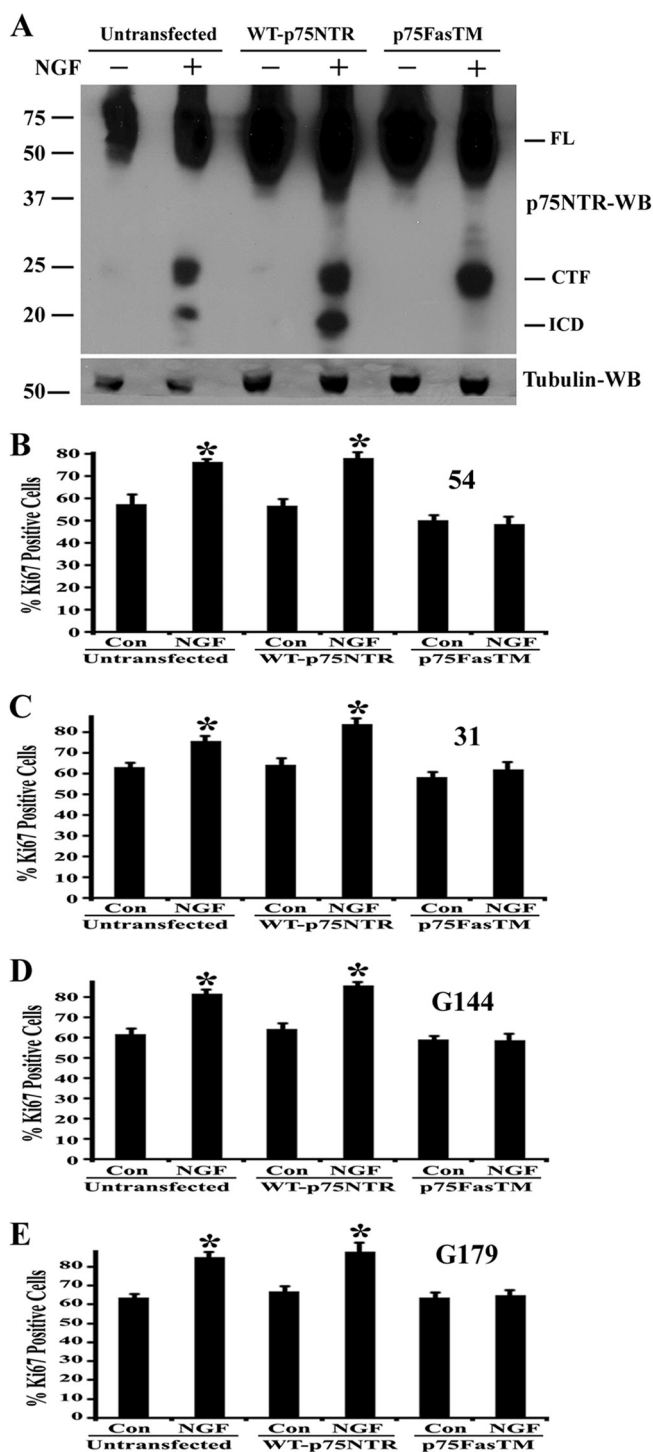 A
Untransfected WT-p75NTR p75FasTM
NGF − + − + − +
75
50
37
25
20
50
FL
p75NTR-WB
CTF
ICD
Tubulin-WB
B
% Ki67 Positive Cells
80
70
60
50
40
30
20
10
0
* *
54
Con NGF Con NGF Con NGF
Untransfected WT-p75NTR p75FasTM
C
% Ki67 Positive Cells
80
70
60
50
40
30
20
10
0
* *
31
Con NGF Con NGF Con NGF
Untransfected WT-p75NTR p75FasTM
D
% Ki67 Positive Cells
80
70
60
50
40
30
20
10
0
* *
G144
Con NGF Con NGF Con NGF
Untransfected WT-p75NTR p75FasTM
E
% Ki67 Positive Cells
80
70
60
50
40
30
20
10
0
* *
G179
Con NGF Con NGF Con NGF
Untransfected WT-p75NTR p75FasTM